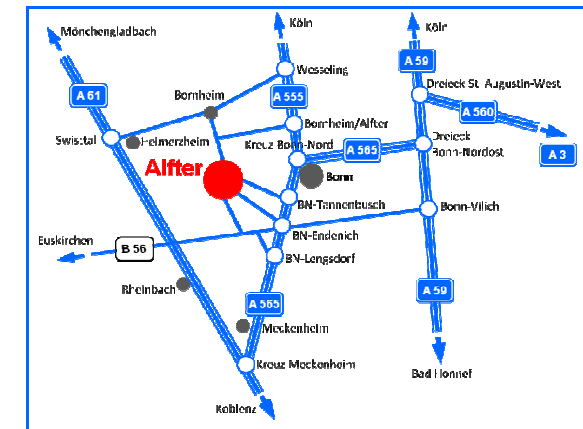 Köln
Köln
Mönchengladbach
A 59
Wesseling
Dreieck St. Augustin-West
A 61
Bornheim
A 555
A 560
Bornheim/Alfter
Swisttal
Heimerzheim
Kreuz Bonn-Nord
A 565
Dreieck
Bonn-Nordost
A 3
Alfter
Bonn
BN-Tannenbusch
Bonn-Vilich
BN-Endenich
Euskirchen
B 56
BN-Lengsdorf
Rheinbach
A 59
A 565
Meckenheim
Kreuz Meckenheim
Bad Honnef
Koblenz